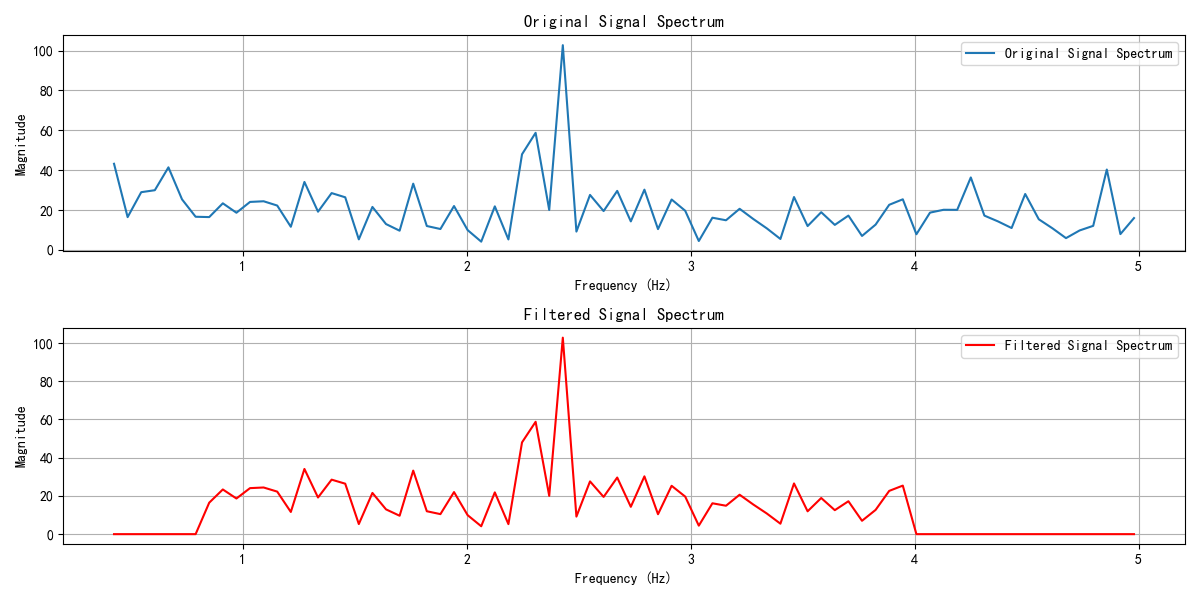 Original Signal Spectrum
Original Signal Spectrum
Magnitude
100
80
60
40
20
0
1 2 3 4 5
Frequency (Hz)
Filtered Signal Spectrum
Filtered Signal Spectrum
Magnitude
100
80
60
40
20
0
1 2 3 4 5
Frequency (Hz)